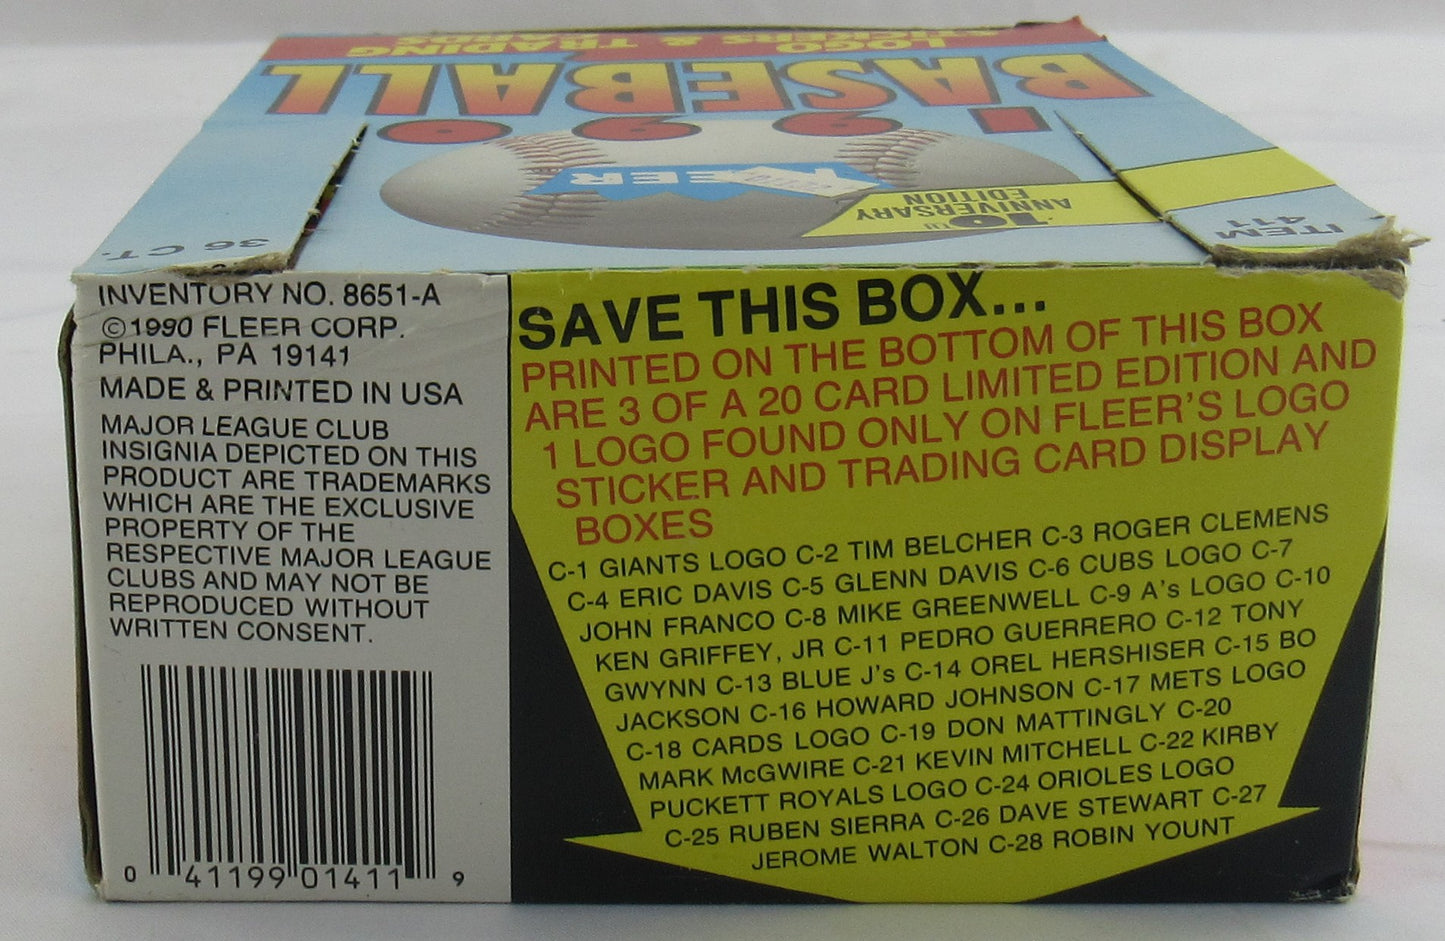 LOGO
STICKERS & TRADING
CARDS
BASEBALL
1990
FLEER
10TH
ANNIVERSARY
EDITION
36 CT.
ITEM
411
INVENTORY NO. 8651-A
©1990 FLEER CORP.
PHILA., PA 19141
MADE & PRINTED IN USA
MAJOR LEAGUE CLUB
INSIGNIA DEPICTED ON THIS
PRODUCT ARE TRADEMARKS
WHICH ARE THE EXCLUSIVE
PROPERTY OF THE
RESPECTIVE MAJOR LEAGUE
CLUBS AND MAY NOT BE
REPRODUCED WITHOUT
WRITTEN CONSENT.
0 41199 01411 9
SAVE THIS BOX...
PRINTED ON THE BOTTOM OF THIS BOX
ARE 3 OF A 20 CARD LIMITED EDITION AND
1 LOGO FOUND ONLY ON FLEER'S LOGO
STICKER AND TRADING CARD DISPLAY
BOXES
C-1 GIANTS LOGO C-2 TIM BELCHER C-3 ROGER CLEMENS
C-4 ERIC DAVIS C-5 GLENN DAVIS C-6 CUBS LOGO C-7
JOHN FRANCO C-8 MIKE GREENWELL C-9 A's LOGO C-10
KEN GRIFFEY, JR C-11 PEDRO GUERRERO C-12 TONY
GWYNN C-13 BLUE J's C-14 OREL HERSHISER C-15 BO
JACKSON C-16 HOWARD JOHNSON C-17 METS LOGO
C-18 CARDS LOGO C-19 DON MATTINGLY C-20
MARK McGWIRE C-21 KEVIN MITCHELL C-22 KIRBY
PUCKETT ROYALS LOGO C-24 ORIOLES LOGO
C-25 RUBEN SIERRA C-26 DAVE STEWART C-27
JEROME WALTON C-28 ROBIN YOUNT